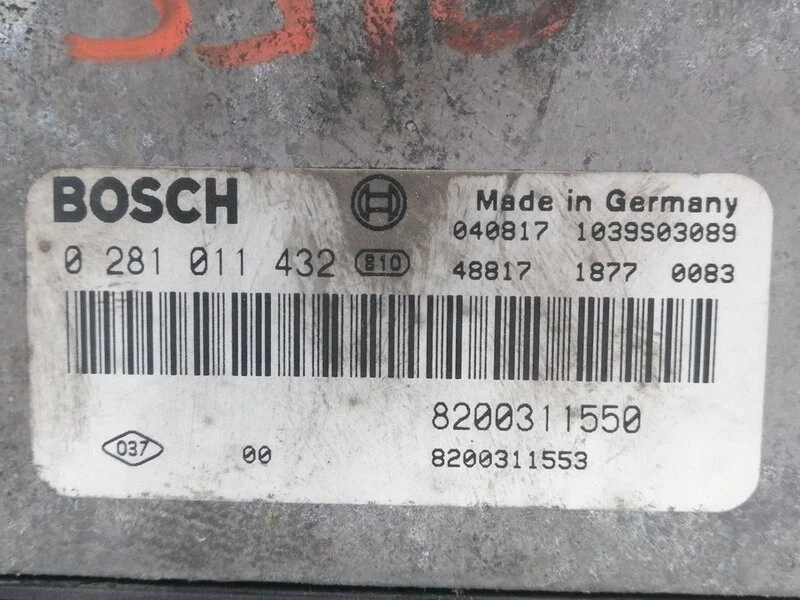 BOSCH
Made in Germany
040817 1039S03089
0 281 011 432 810
48817 1877 0083
8200311550
037 00 8200311553